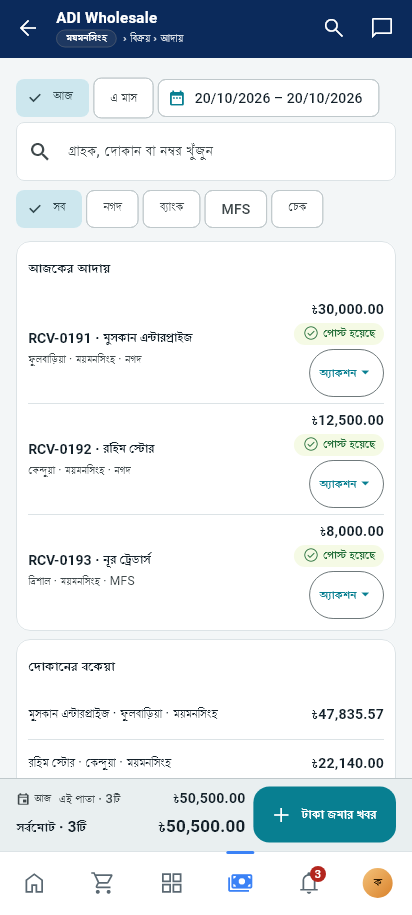 ADI Wholesale
ময়মনসিংহ › বিক্রয় › আদায়
আজ
এ মাস
20/10/2026 – 20/10/2026
গ্রাহক, দোকান বা নম্বর খুঁজুন
সব
নগদ
ব্যাংক
MFS
চেক
আজকের আদায়
৳30,000.00
RCV-0191 · মুসকান এন্টারপ্রাইজ
পোস্ট হয়েছে
ফুলবাড়িয়া · ময়মনসিংহ · নগদ
অ্যাকশন
৳12,500.00
RCV-0192 · রহিম স্টোর
পোস্ট হয়েছে
কেন্দুয়া · ময়মনসিংহ · নগদ
অ্যাকশন
৳8,000.00
RCV-0193 · নূর ট্রেডার্স
পোস্ট হয়েছে
ত্রিশাল · ময়মনসিংহ · MFS
অ্যাকশন
দোকানের বকেয়া
মুসকান এন্টারপ্রাইজ · ফুলবাড়িয়া · ময়মনসিংহ ৳47,835.57
রহিম স্টোর · কেন্দুয়া · ময়মনসিংহ ৳22,140.00
আজ এই পাতা · 3টি ৳50,500.00
সর্বমোট · 3টি ৳50,500.00
টাকা জমার খবর
3
ক